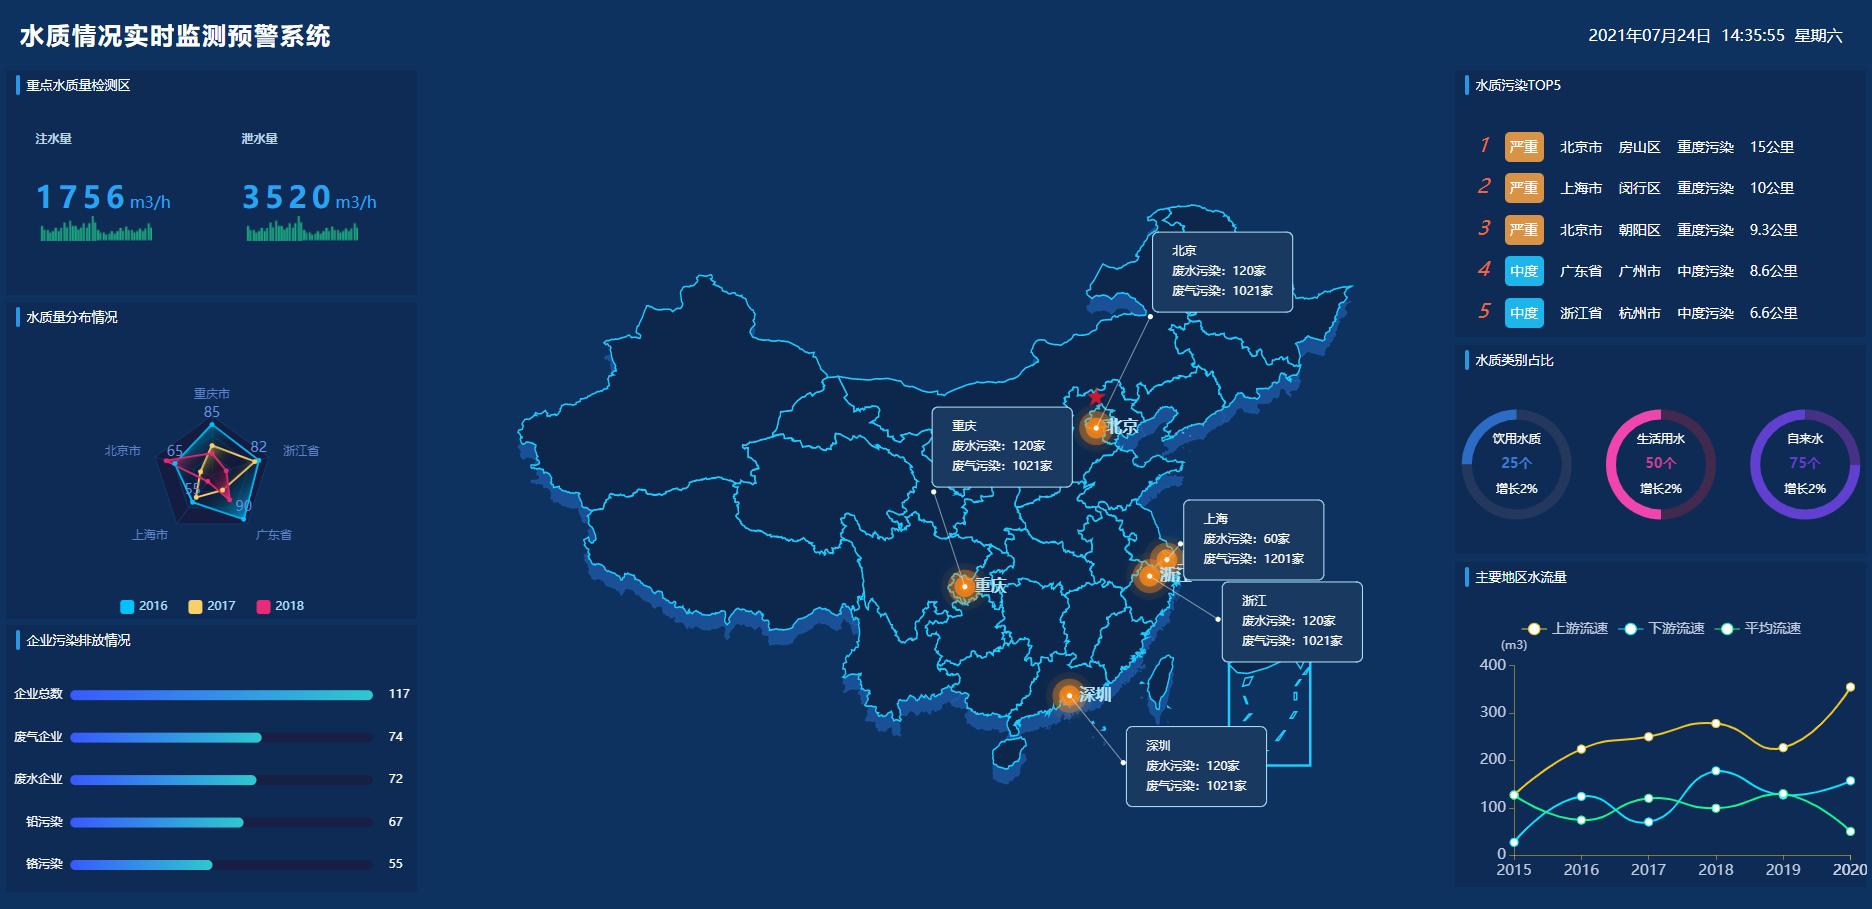 水质情况实时监测预警系统
2021年07月24日 14:35:55 星期六
重点水质量检测区
注水量
泄水量
1756 m3/h
3520 m3/h
水质量分布情况
重庆市
85
北京市
65
82
浙江省
55
90
上海市
广东省
2016
2017
2018
企业污染排放情况
企业总数 117
废气企业 74
废水企业 72
铅污染 67
铬污染 55
北京
废水污染：120家
废气污染：1021家
北京
重庆
废水污染：120家
废气污染：1021家
上海
废水污染：60家
废气污染：1201家
重庆
浙江
浙江
废水污染：120家
废气污染：1021家
深圳
深圳
废水污染：120家
废气污染：1021家
水质污染TOP5
1 严重 北京市 房山区 重度污染 15公里
2 严重 上海市 闵行区 重度污染 10公里
3 严重 北京市 朝阳区 重度污染 9.3公里
4 中度 广东省 广州市 中度污染 8.6公里
5 中度 浙江省 杭州市 中度污染 6.6公里
水质类别占比
饮用水质
25个
增长2%
生活用水
50个
增长2%
自来水
75个
增长2%
主要地区水流量
上游流速 下游流速 平均流速
(m3)
400
300
200
100
0
2015 2016 2017 2018 2019 2020